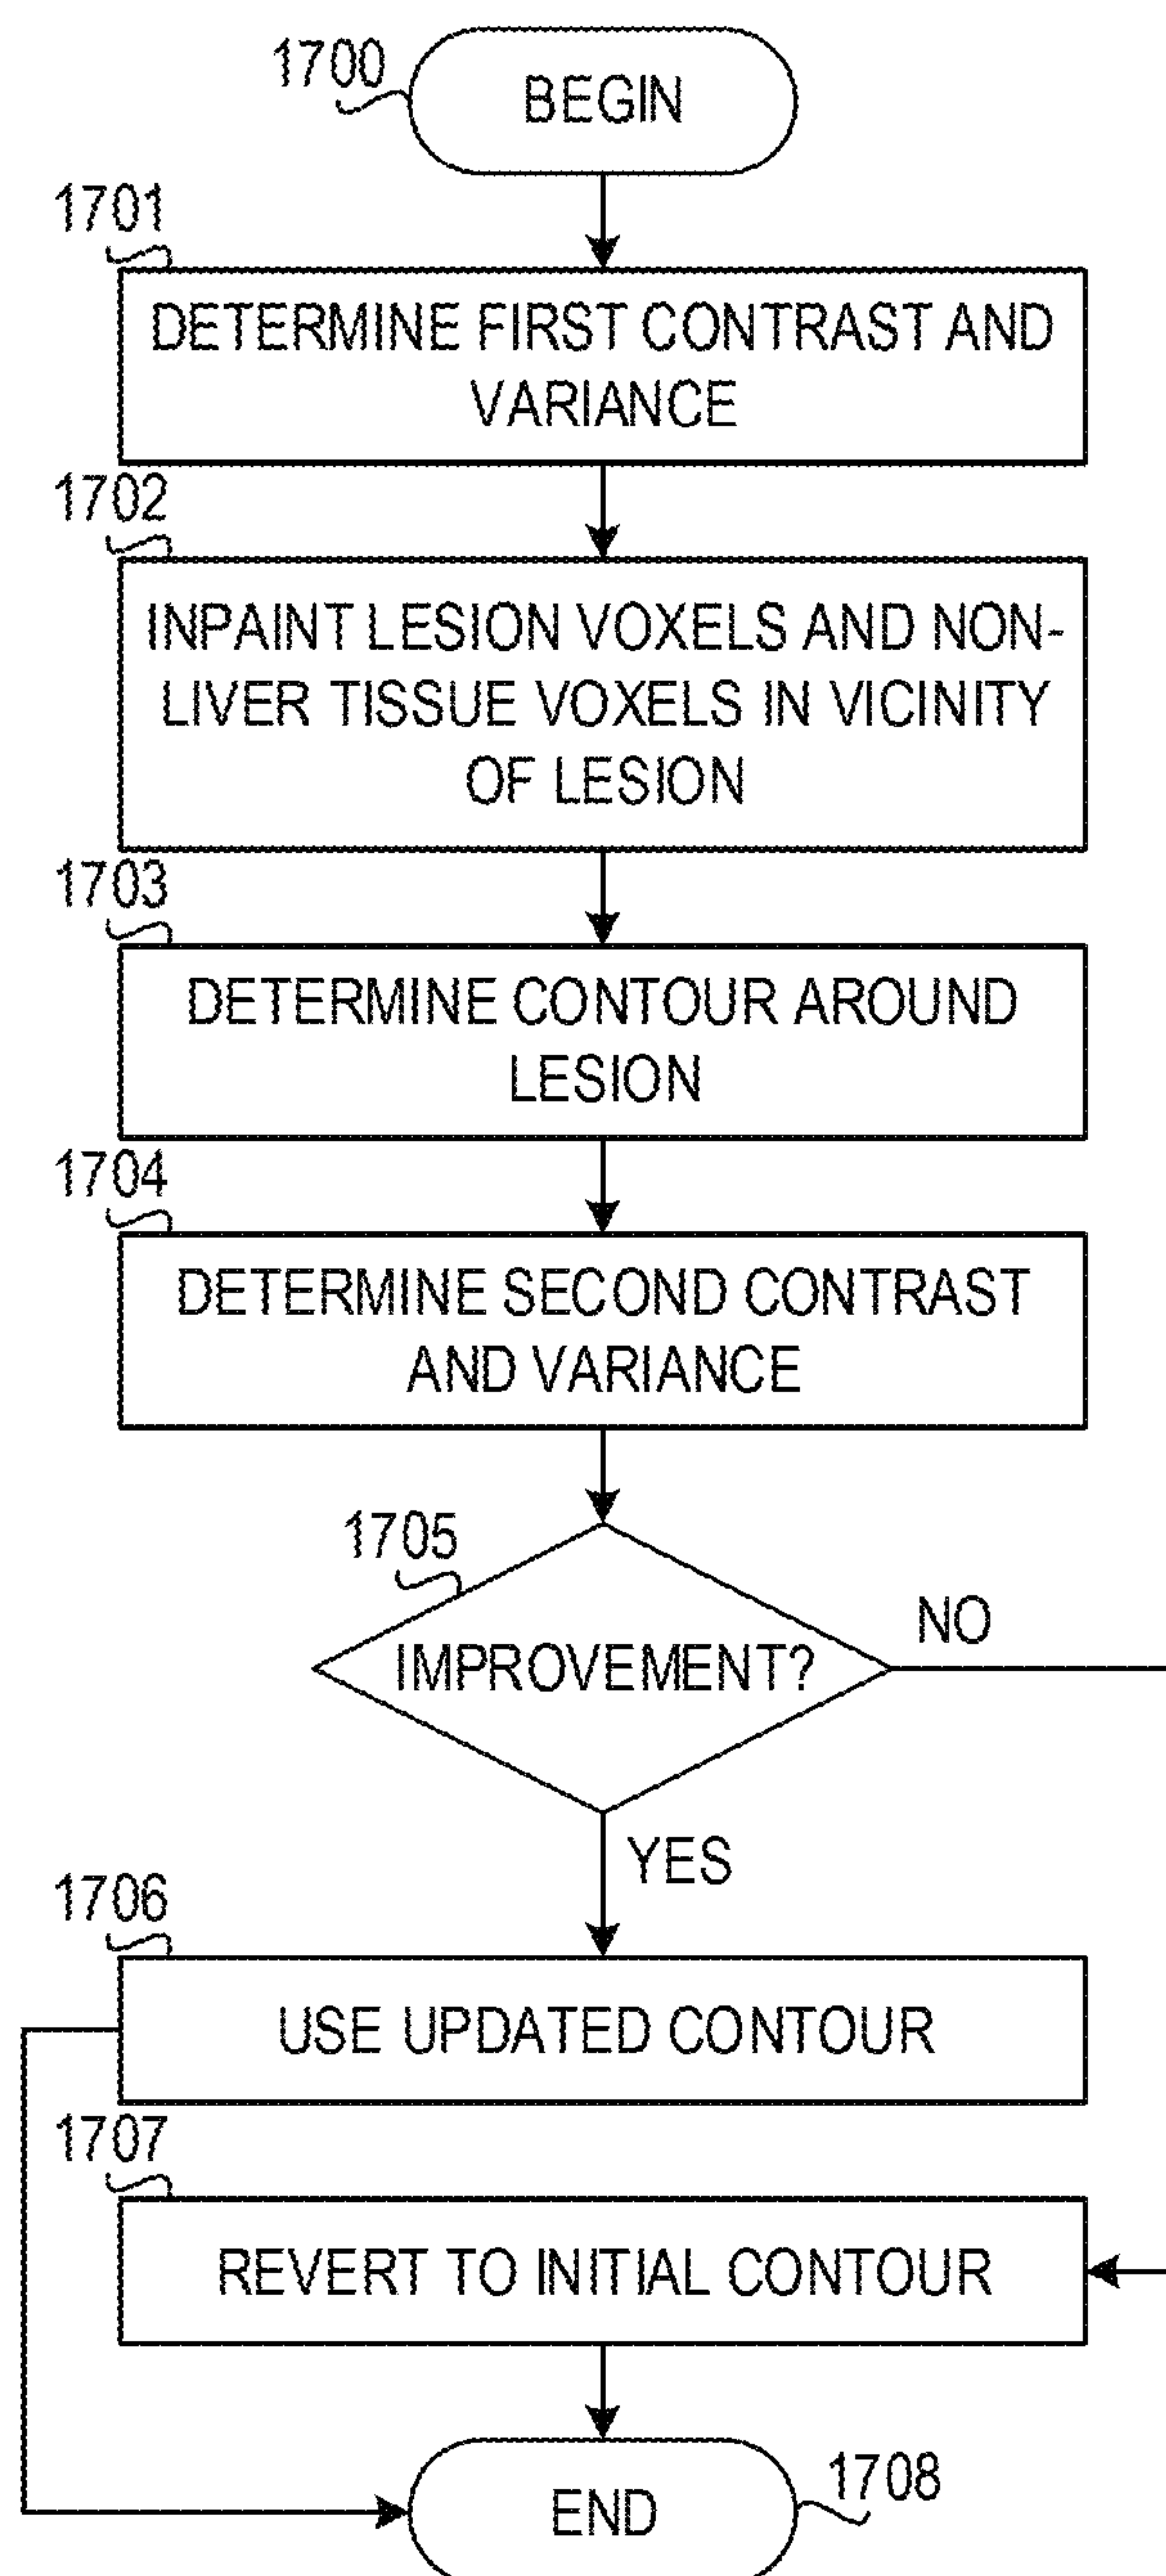 1700
BEGIN
1701
DETERMINE FIRST CONTRAST AND
VARIANCE
1702
INPAINT LESION VOXELS AND NON-
LIVER TISSUE VOXELS IN VICINITY
OF LESION
1703
DETERMINE CONTOUR AROUND
LESION
1704
DETERMINE SECOND CONTRAST
AND VARIANCE
1705
IMPROVEMENT?
NO
YES
1706
USE UPDATED CONTOUR
1707
REVERT TO INITIAL CONTOUR
1708
END